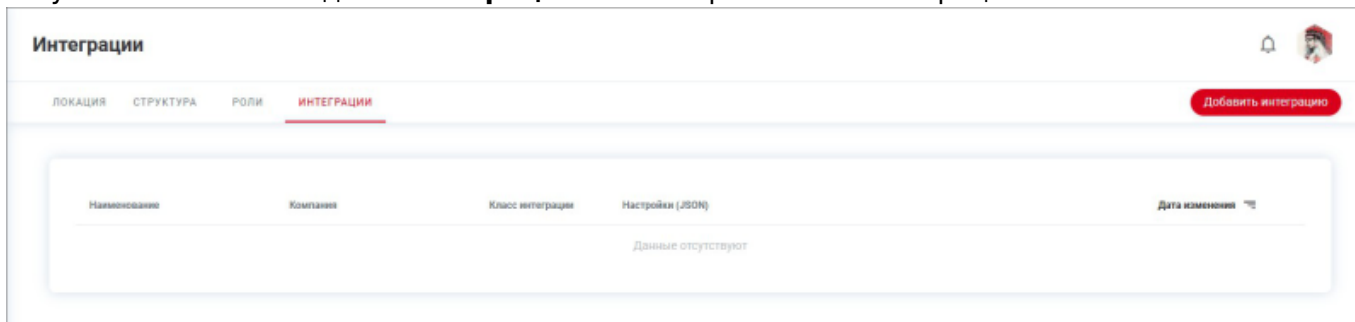 Интеграции
ЛОКАЦИЯ СТРУКТУРА РОЛИ ИНТЕГРАЦИИ Добавить интеграцию
Наименование Компания Класс интеграции Настройки (JSON) Дата изменения
Данные отсутствуют